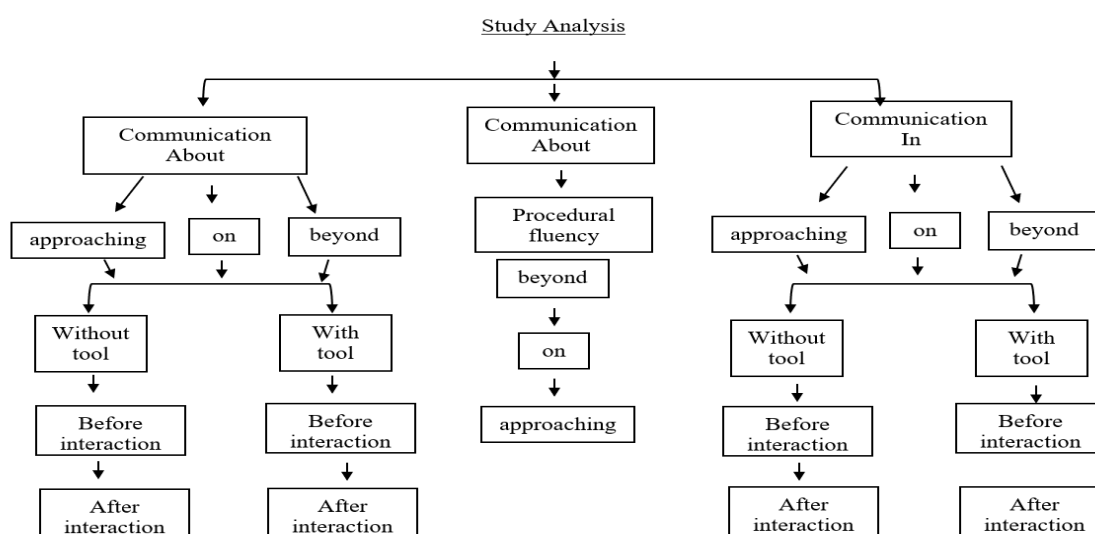 Study Analysis
Communication
About
Communication
About
Communication
In
approaching
on
beyond
Procedural
fluency
approaching
on
beyond
beyond
Without
tool
With
tool
on
Without
tool
With
tool
Before
interaction
Before
interaction
approaching
Before
interaction
Before
interaction
After
interaction
After
interaction
After
interaction
After
interaction